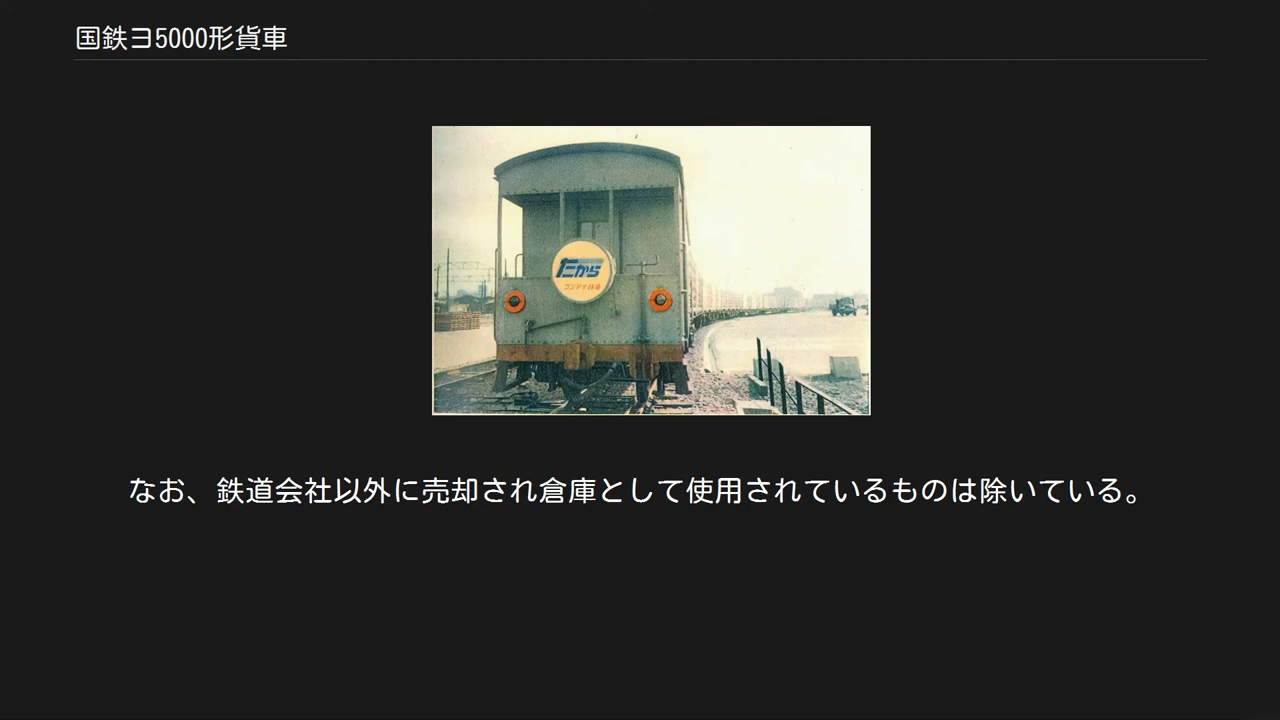 国鉄ヨ5000形貨車
たから
コンテナ特急
なお、鉄道会社以外に売却され倉庫として使用されているものは除いている。